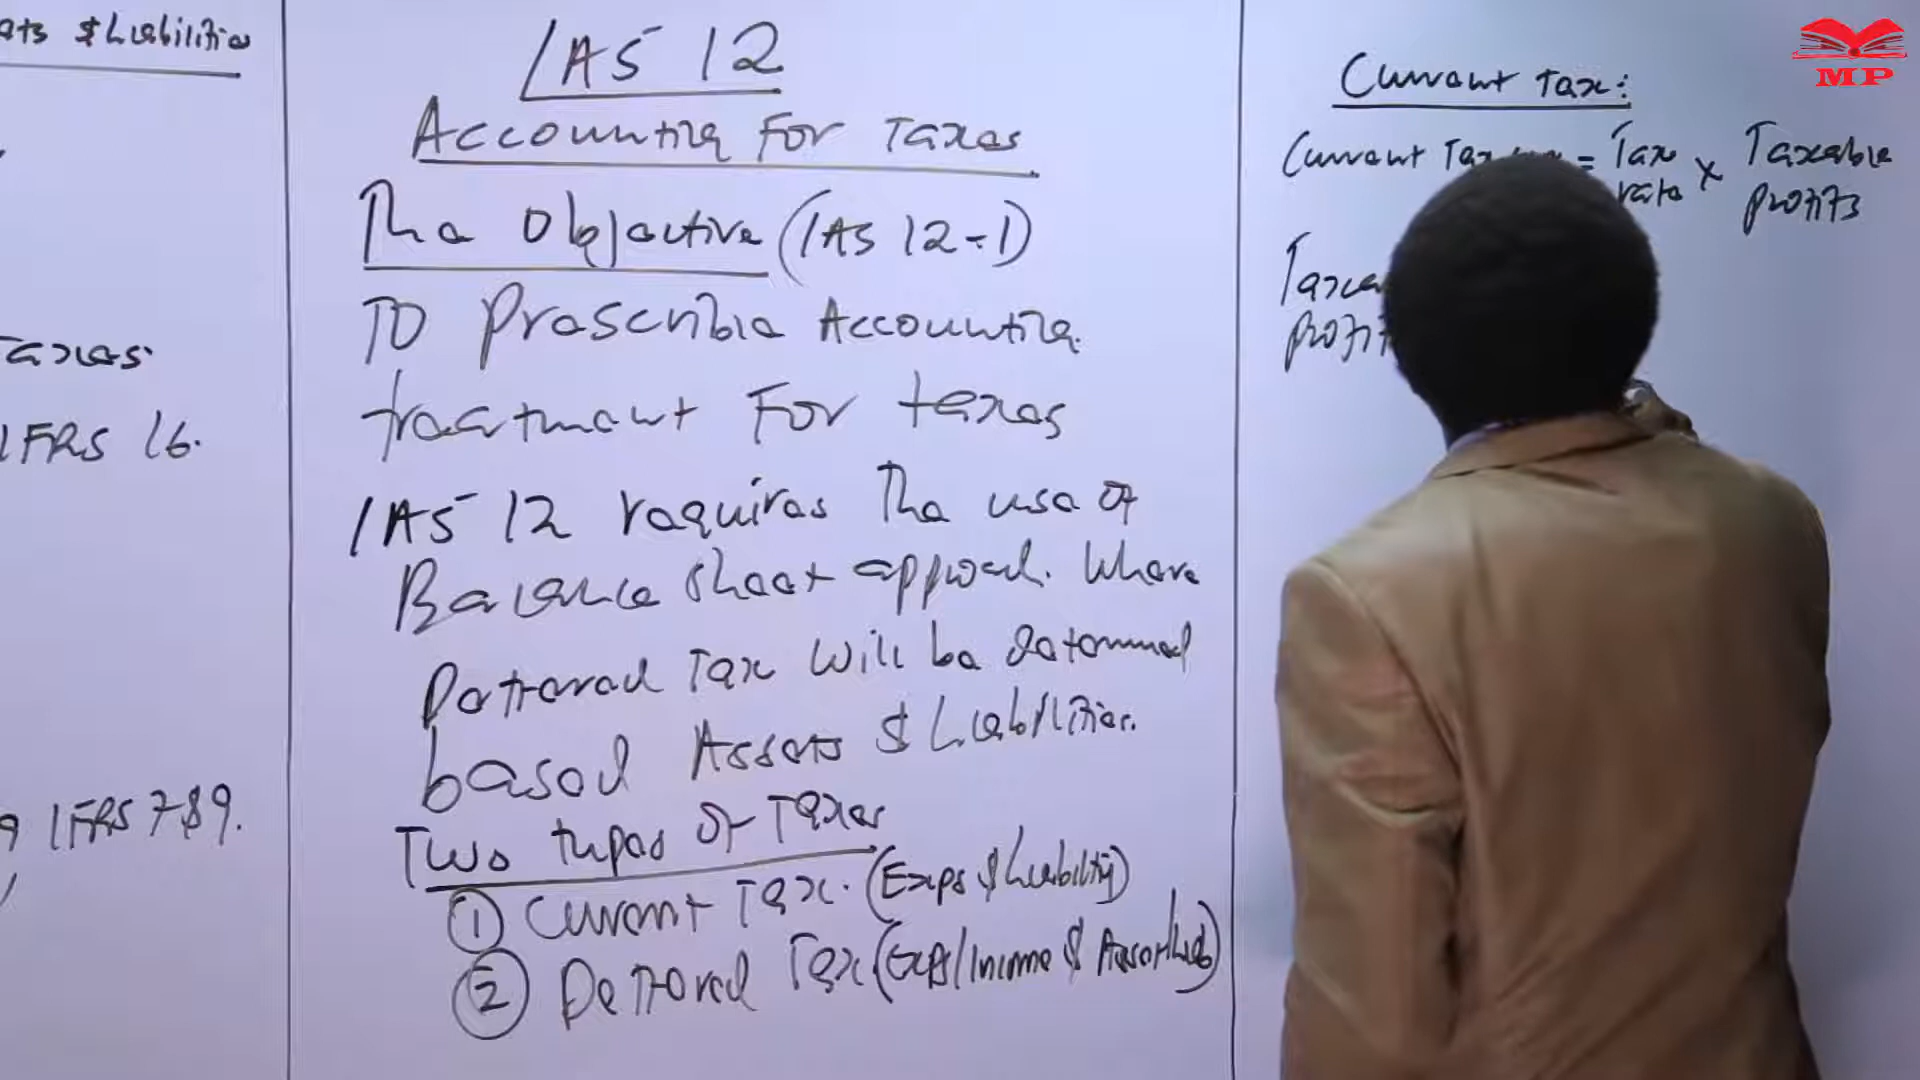 & Liabilities
Taxes
IFRS 16.
IFRS 7 & 9.
IAS 12
Accounting For Taxes
The Objective (IAS 12-1)
To Prescribe Accounting
treatment For taxes
IAS 12 requires The use of
Balance sheet approach. Where
Deferred Tax will be determined
based Assets & Liabilities.
Two types of Taxes
① Current Tax. (Exps & Liability)
② Deferred Tax (Exps/Income & Asset/Liab)
Current Tax:
Current Tax = Tax rate x Taxable profits
MP